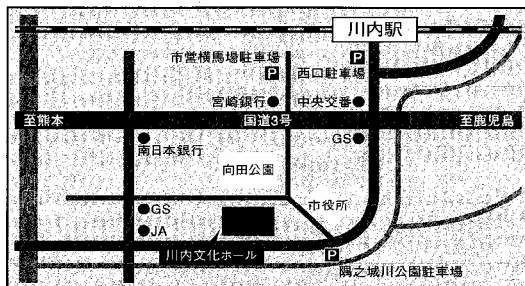 川内駅
市営横馬場駐車場
P
P
西口駐車場
宮崎銀行
中央交番
至熊本
国道3号
至鹿児島
南日本銀行
GS
向田公園
GS
市役所
JA
川内文化ホール
P
隈之城川公園駐車場